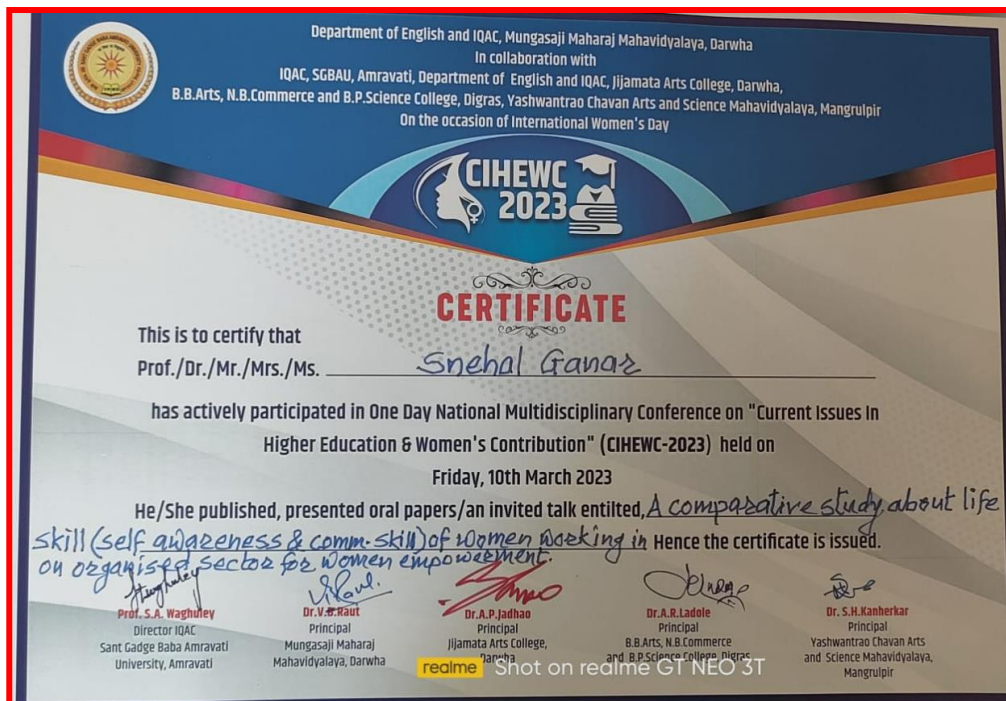 Department of English and IQAC, Mungasaji Maharaj Mahavidyalaya, Darwha
In collaboration with
IQAC, SGBAU, Amravati, Department of English and IQAC, Jijamata Arts College, Darwha,
B.B.Arts, N.B.Commerce and B.P.Science College, Digras, Yashwantrao Chavan Arts and Science Mahavidyalaya, Mangrulpir
On the occasion of International Women's Day
CIHEWC
2023
CERTIFICATE
This is to certify that
Prof./Dr./Mr./Mrs./Ms. Snehal Ganar
has actively participated in One Day National Multidisciplinary Conference on "Current Issues In
Higher Education & Women's Contribution" (CIHEWC-2023) held on
Friday, 10th March 2023
He/She published, presented oral papers/an invited talk entilted, A comparative study about life
skill (self awareness & comm. skill) of women working in Hence the certificate is issued.
on organised sector for women empowerment.
Prof. S.A. Waghuley
Director IQAC
Sant Gadge Baba Amravati
University, Amravati
Dr.V.B.Raut
Principal
Mungasaji Maharaj
Mahavidyalaya, Darwha
Dr.A.P.Jadhao
Principal
Jijamata Arts College,
Darwha
Dr.A.R.Ladole
Principal
B.B.Arts, N.B.Commerce
and B.P.Science College, Digras
Dr. S.H.Kanherkar
Principal
Yashwantrao Chavan Arts
and Science Mahavidyalaya,
Mangrulpir
realme Shot on realme GT NEO 3T